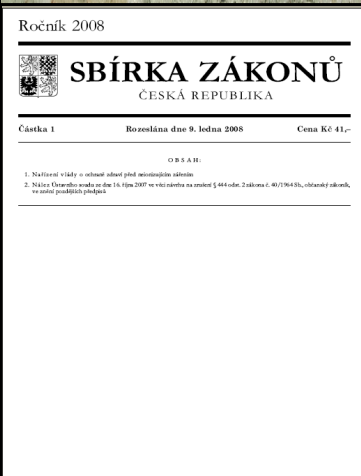 Ročník 2008
SBÍRKA ZÁKONŮ
ČESKÁ REPUBLIKA
Částka 1 Rozeslána dne 9. ledna 2008 Cena Kč 41,–
OBSAH:
1. Nařízení vlády o ochraně zdraví před neionizujícím zářením
2. Nález Ústavního soudu ze dne 16. října 2007 ve věci návrhu na zrušení § 444 odst. 2 zákona č. 40/1964 Sb., občanský zákoník,
ve znění pozdějších předpisů